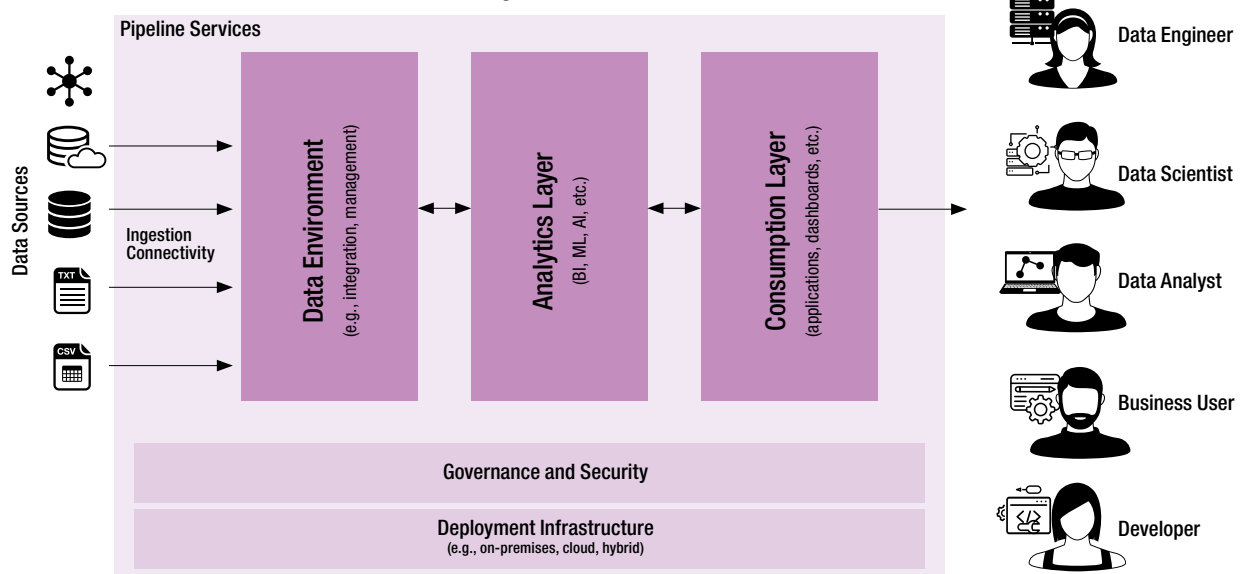 Pipeline Services
Data Sources
TXT
CSV
Ingestion
Connectivity
Data Environment
(e.g., integration, management)
Analytics Layer
(BI, ML, AI, etc.)
Consumption Layer
(applications, dashboards, etc.)
Governance and Security
Deployment Infrastructure
(e.g., on-premises, cloud, hybrid)
Data Engineer
Data Scientist
Data Analyst
Business User
</>
Developer